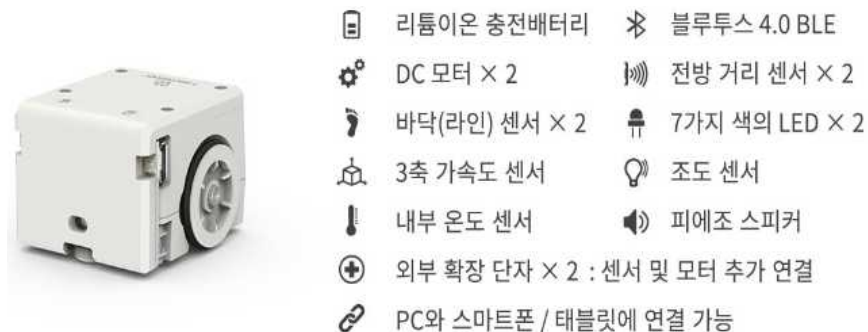 리튬이온 충전배터리
블루투스 4.0 BLE
DC 모터 × 2
전방 거리 센서 × 2
바닥(라인) 센서 × 2
7가지 색의 LED × 2
3축 가속도 센서
조도 센서
내부 온도 센서
피에조 스피커
외부 확장 단자 × 2 : 센서 및 모터 추가 연결
PC와 스마트폰 / 태블릿에 연결 가능